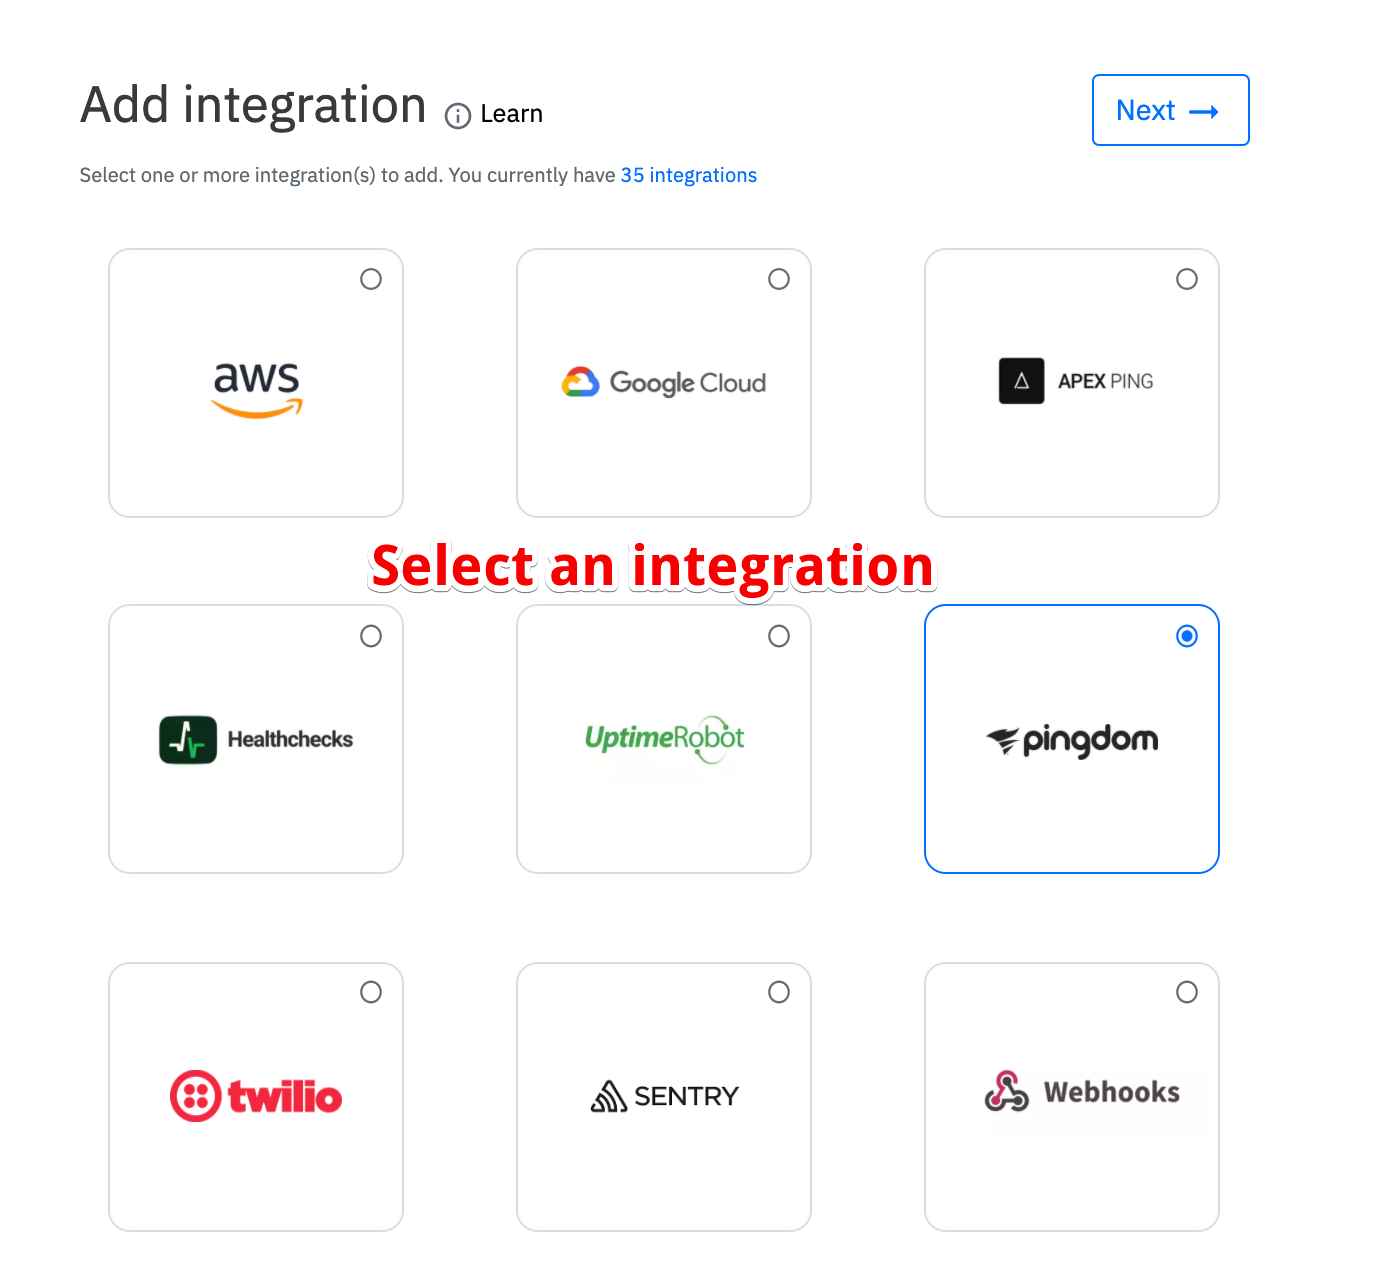 Add integration
Learn
Next →
Select one or more integration(s) to add. You currently have 35 integrations
aws
Google Cloud
APEX PING
Select an integration
Healthchecks
UptimeRobot
pingdom
twilio
SENTRY
Webhooks